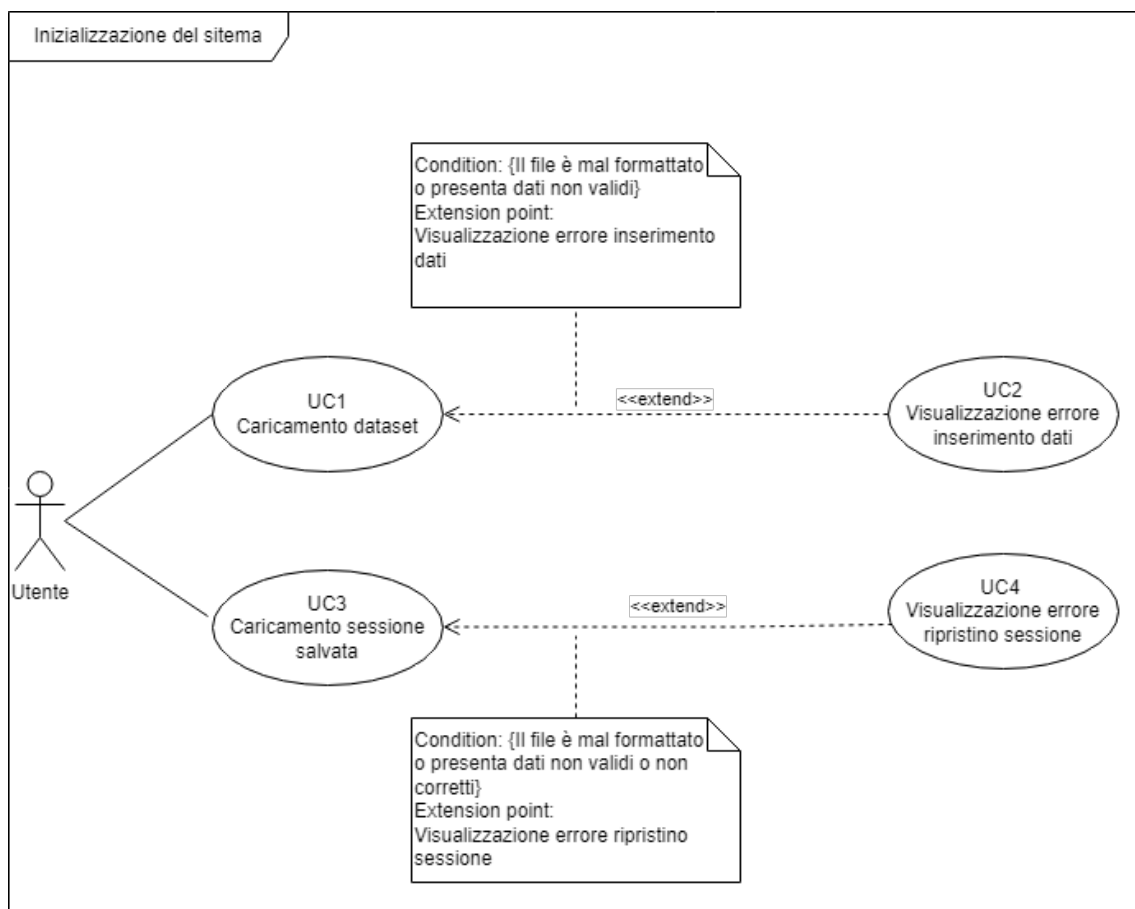 Inizializzazione del sitema
Condition: {Il file è mal formattato
o presenta dati non validi}
Extension point:
Visualizzazione errore inserimento
dati
UC1
Caricamento dataset
<<extend>>
UC2
Visualizzazione errore
inserimento dati
Utente
UC3
Caricamento sessione
salvata
<<extend>>
UC4
Visualizzazione errore
ripristino sessione
Condition: {Il file è mal formattato
o presenta dati non validi o non
corretti}
Extension point:
Visualizzazione errore ripristino
sessione